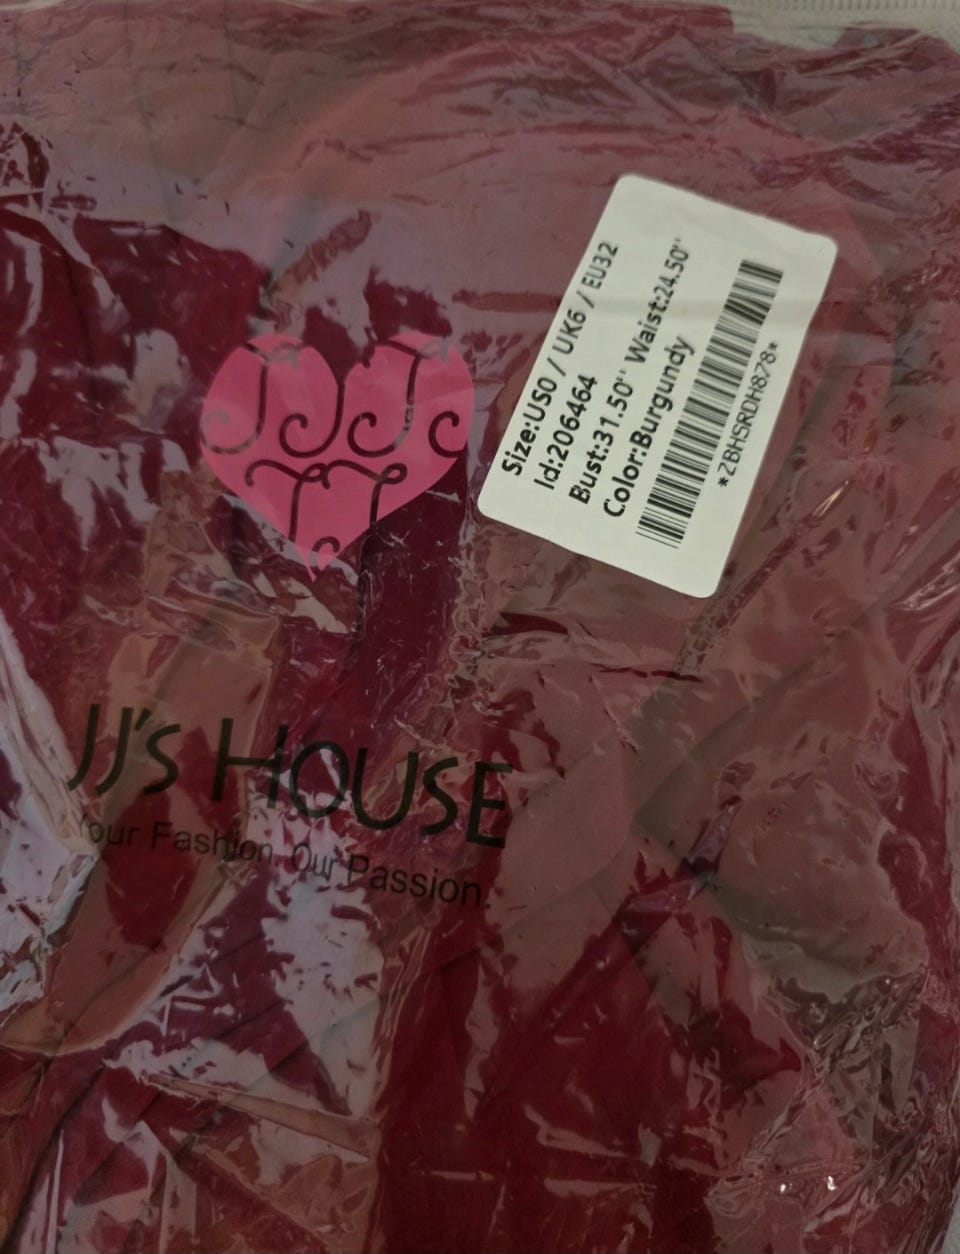 Size:US0 / UK6 / EU32
Id:206464
Bust:31.50'' Waist:24.50''
Color:Burgundy
*ZBHSRDH878*
JJ's HOUSE
Your Fashion. Our Passion.